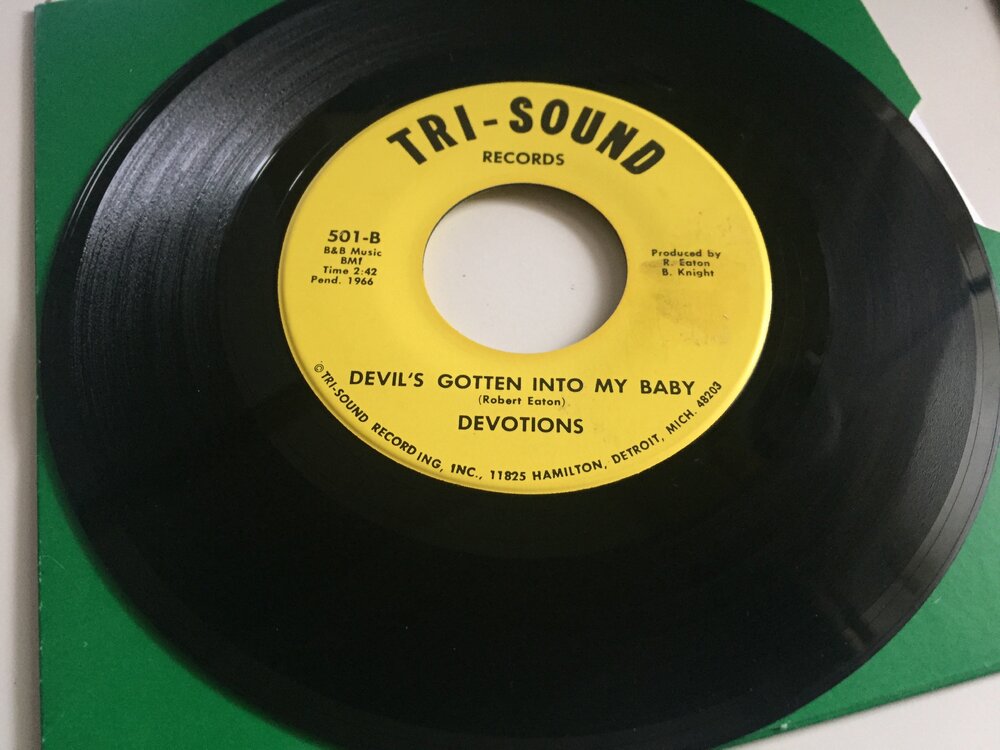 TRI-SOUND
RECORDS
501-B
B&B Music
BMI
Time 2:42
Pend. 1966
Produced by
R. Eaton
B. Knight
DEVIL'S GOTTEN INTO MY BABY
(Robert Eaton)
DEVOTIONS
©TRI-SOUND RECORDING, INC., 11825 HAMILTON, DETROIT, MICH. 48203